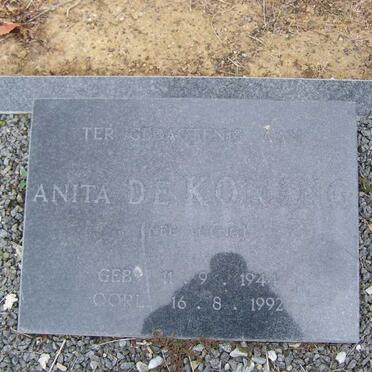 TER GEDAGTENIS AAN
ANITA DE KONING
GEB. 11 . 9 . 1944
OORL. 16 . 8 . 1992